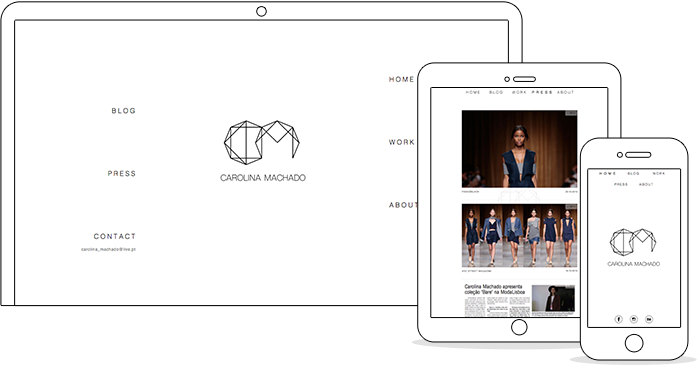 HOME
BLOG
WORK
PRESS
ABOUT
CONTACT
carolina_machado@live.pt
CAROLINA MACHADO
HOME BLOG WORK PRESS ABOUT
Carolina Machado apresenta
coleção 'Bare' na ModaLisboa
HOME BLOG WORK
PRESS ABOUT
CAROLINA MACHADO
f
Bē